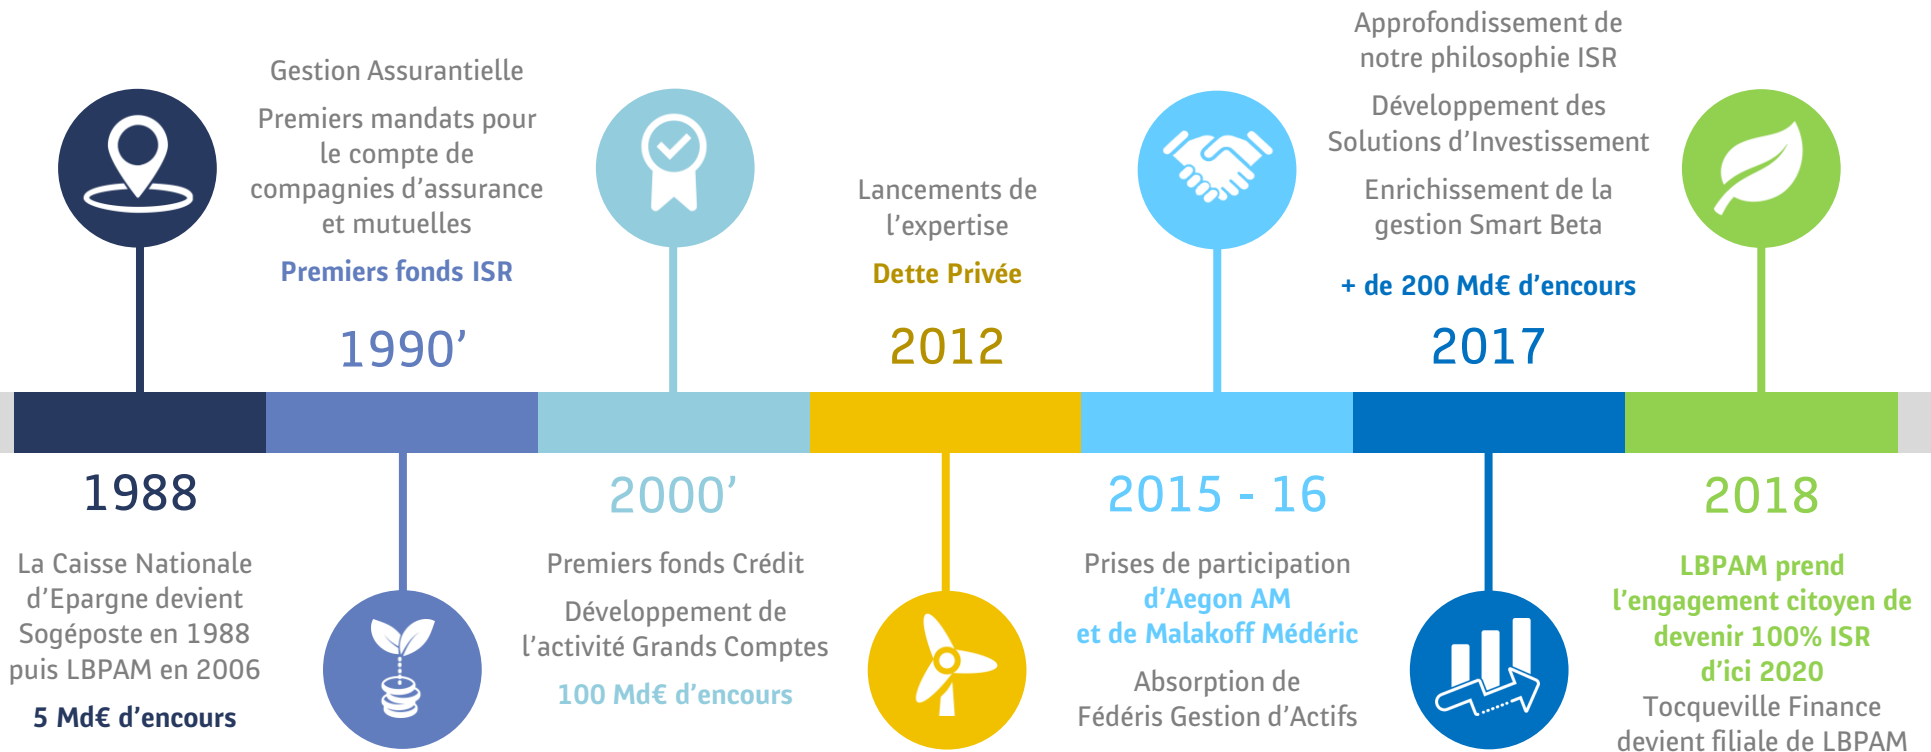 1988
La Caisse Nationale
d'Epargne devient
Sogéposte en 1988
puis LBPAM en 2006
5 Md€ d'encours
Gestion Assurantielle
Premiers mandats pour
le compte de
compagnies d'assurance
et mutuelles
Premiers fonds ISR
1990’
2000’
Premiers fonds Crédit
Développement de
l'activité Grands Comptes
100 Md€ d'encours
Lancements de
l'expertise
Dette Privée
2012
2015 - 16
Prises de participation
d'Aegon AM
et de Malakoff Médéric
Absorption de
Fédéris Gestion d'Actifs
Approfondissement de
notre philosophie ISR
Développement des
Solutions d'Investissement
Enrichissement de la
gestion Smart Beta
+ de 200 Md€ d'encours
2017
2018
LBPAM prend
l'engagement citoyen de
devenir 100% ISR
d'ici 2020
Tocqueville Finance
devient filiale de LBPAM